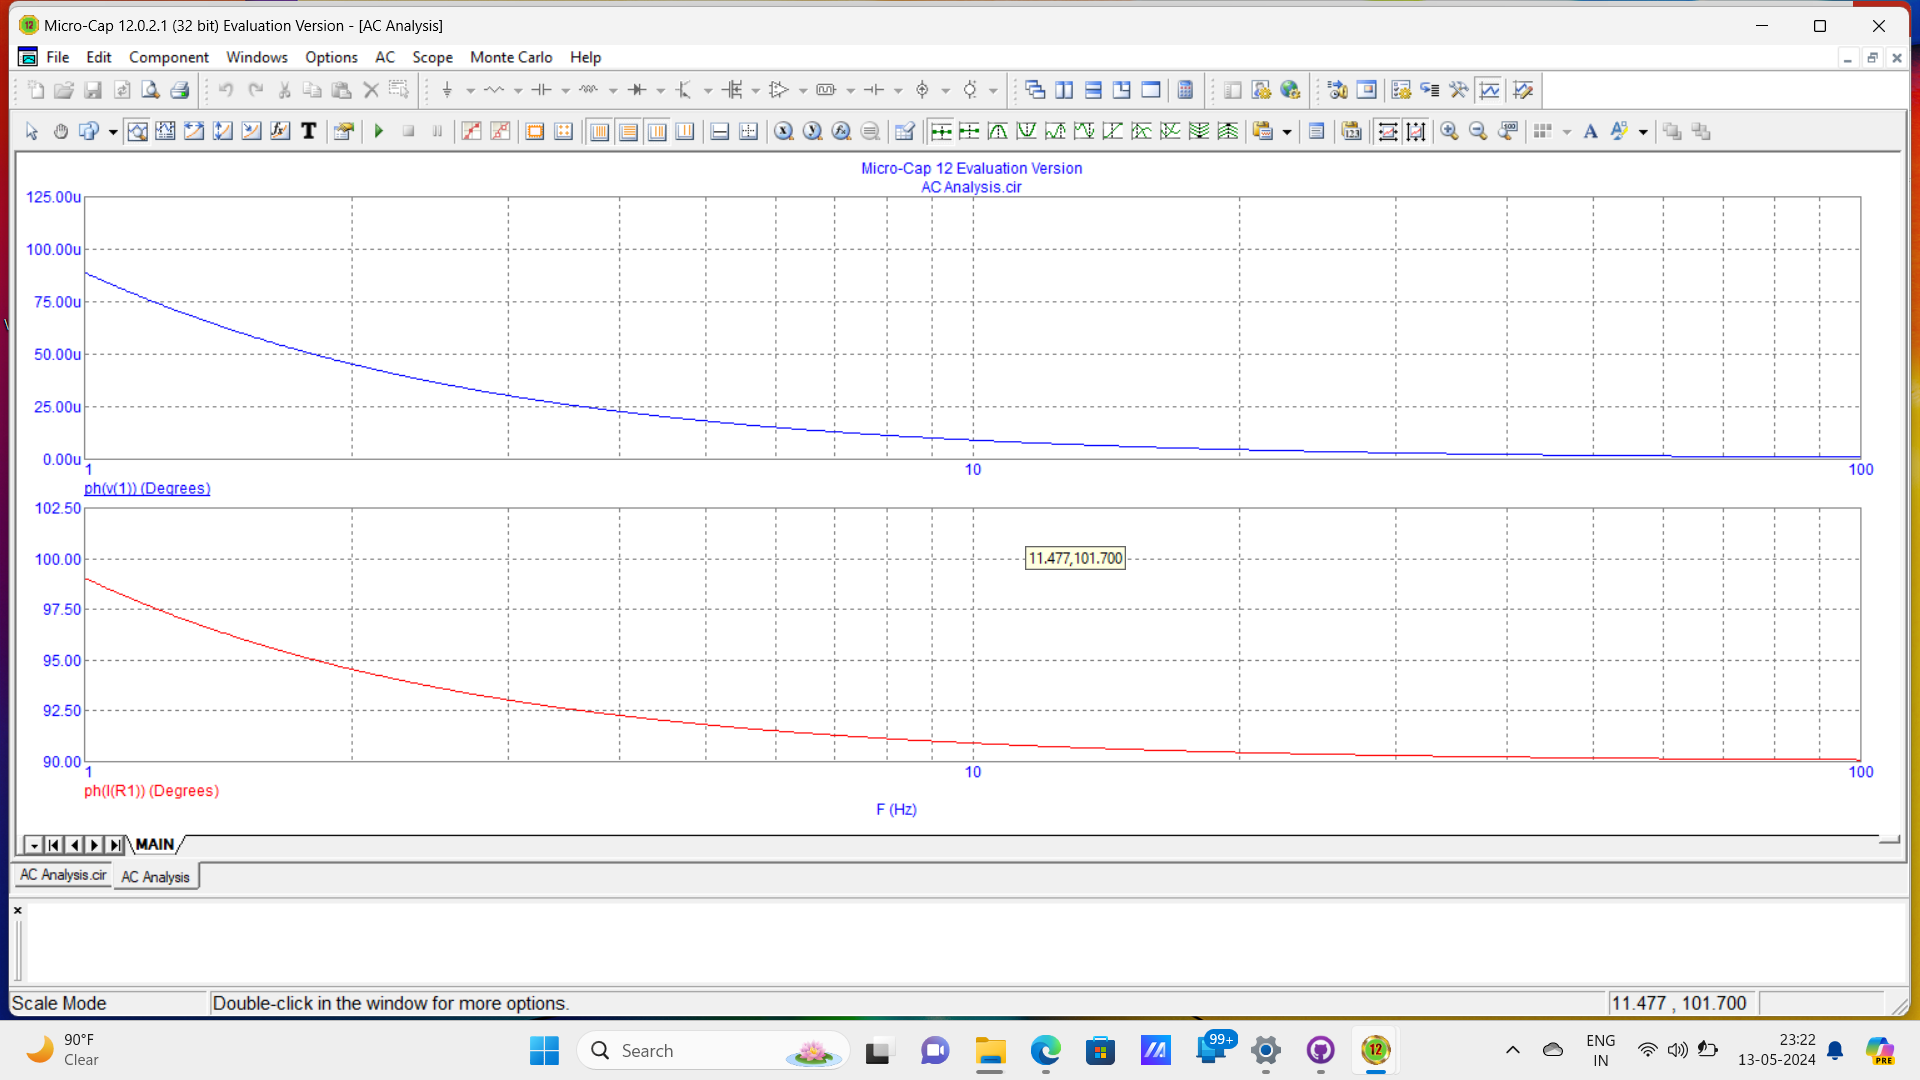 Micro-Cap 12.0.2.1 (32 bit) Evaluation Version - [AC Analysis]
File Edit Component Windows Options AC Scope Monte Carlo Help
Micro-Cap 12 Evaluation Version
AC Analysis.cir
125.00u
100.00u
75.00u
50.00u
25.00u
0.00u
1 10 100
ph(v(1)) (Degrees)
102.50
100.00
97.50
95.00
92.50
90.00
11.477,101.700
1 10 100
ph(I(R1)) (Degrees)
F (Hz)
MAIN
AC Analysis.cir AC Analysis
Scale Mode Double-click in the window for more options. 11.477 , 101.700
90°F
Clear
Search
99+
12
ENG
IN
23:22
13-05-2024
PRE